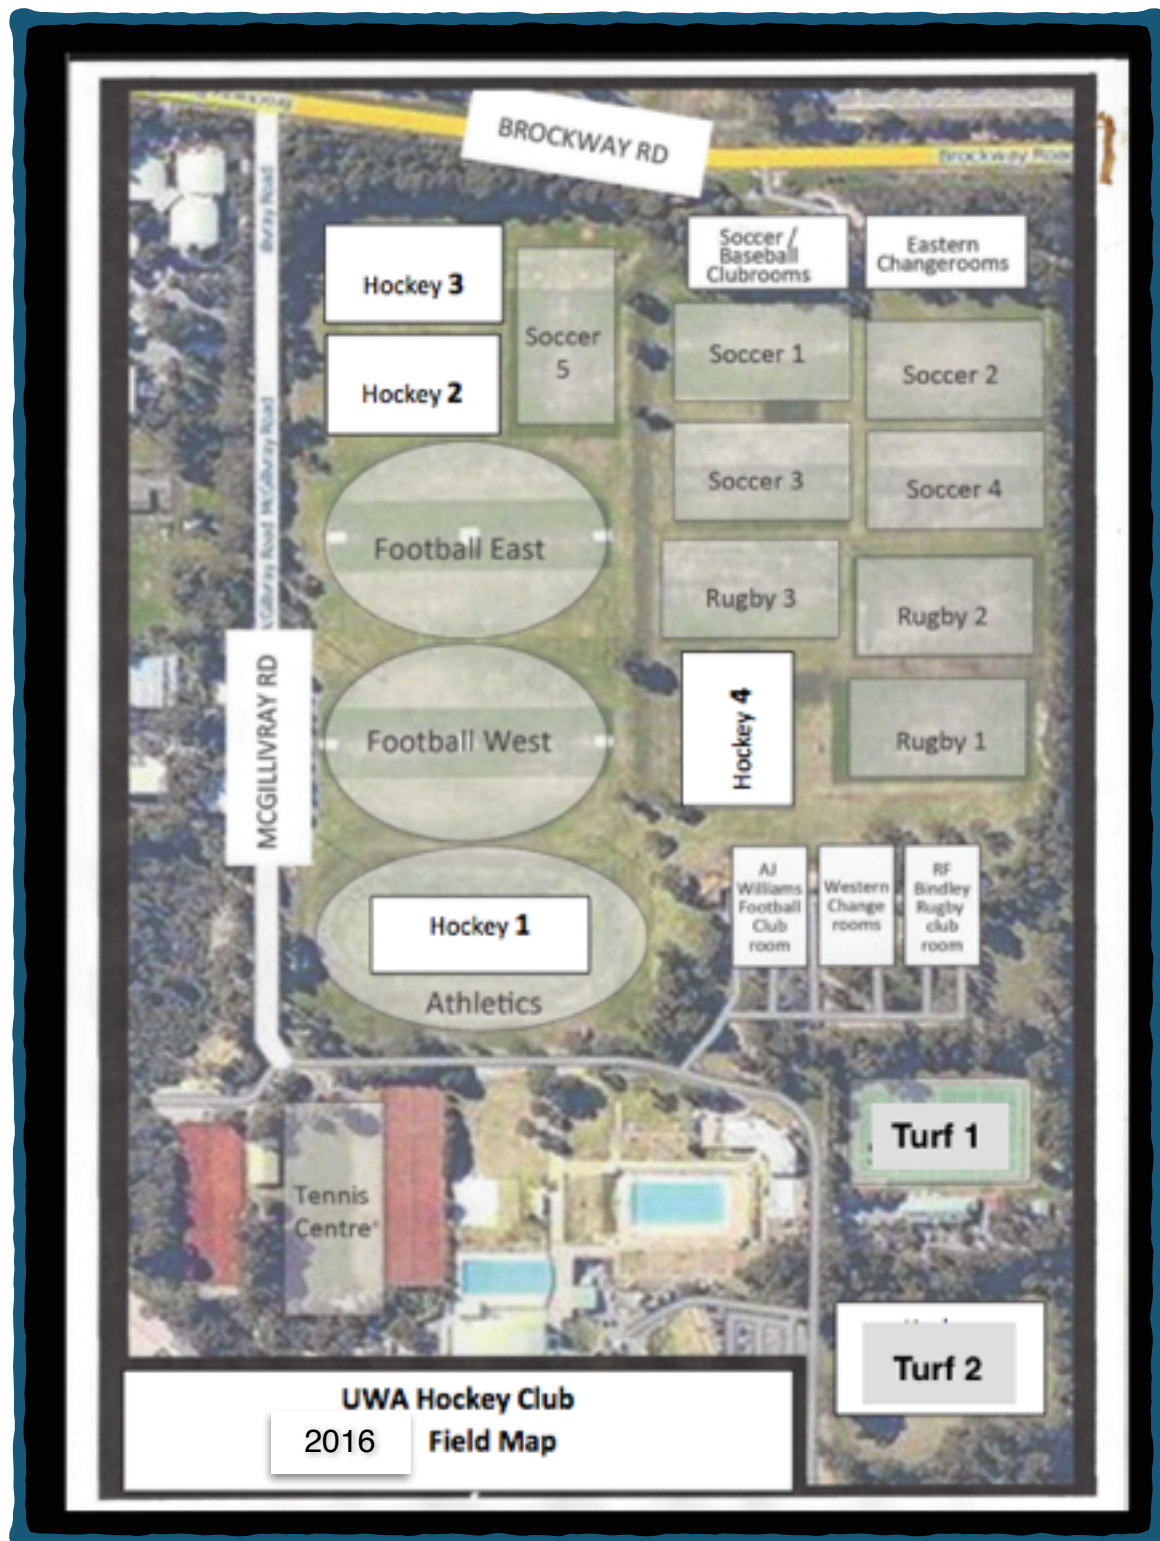 BROCKWAY RD
Brockway Road
Soccer /
Baseball
Clubrooms
Eastern
Changerooms
Hockey 3
Soccer
5
Soccer 1
Soccer 2
Hockey 2
Soccer 3
Soccer 4
Football East
Rugby 3
Rugby 2
McGillivray Road
MCGILLIVRAY RD
Hockey 4
Football West
Rugby 1
AJ
Williams
Football
Club
room
Western
Change
rooms
RF
Bindley
Rugby
club
room
Hockey 1
Athletics
Turf 1
Tennis
Centre
Turf 2
UWA Hockey Club
2016 Field Map